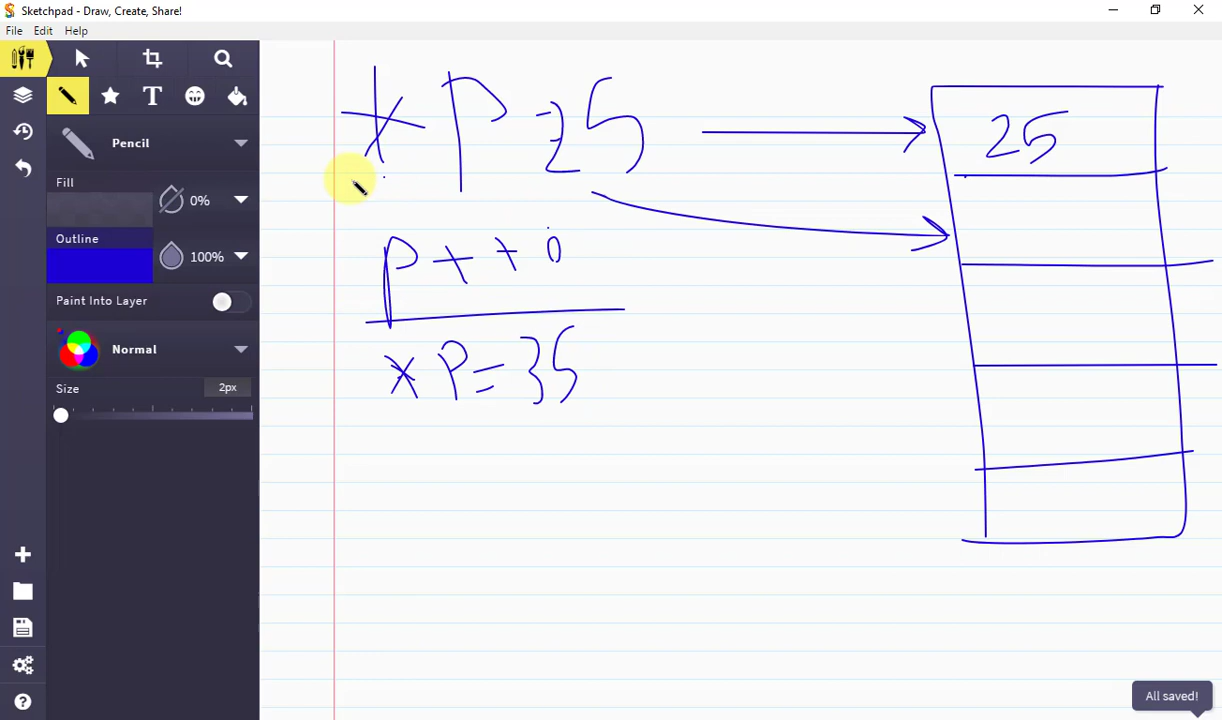 Sketchpad - Draw, Create, Share!
File Edit Help
Pencil
Fill
0%
Outline
100%
Paint Into Layer
Normal
Size
2px
* P = 25
25
P + +
* P = 35
All saved!